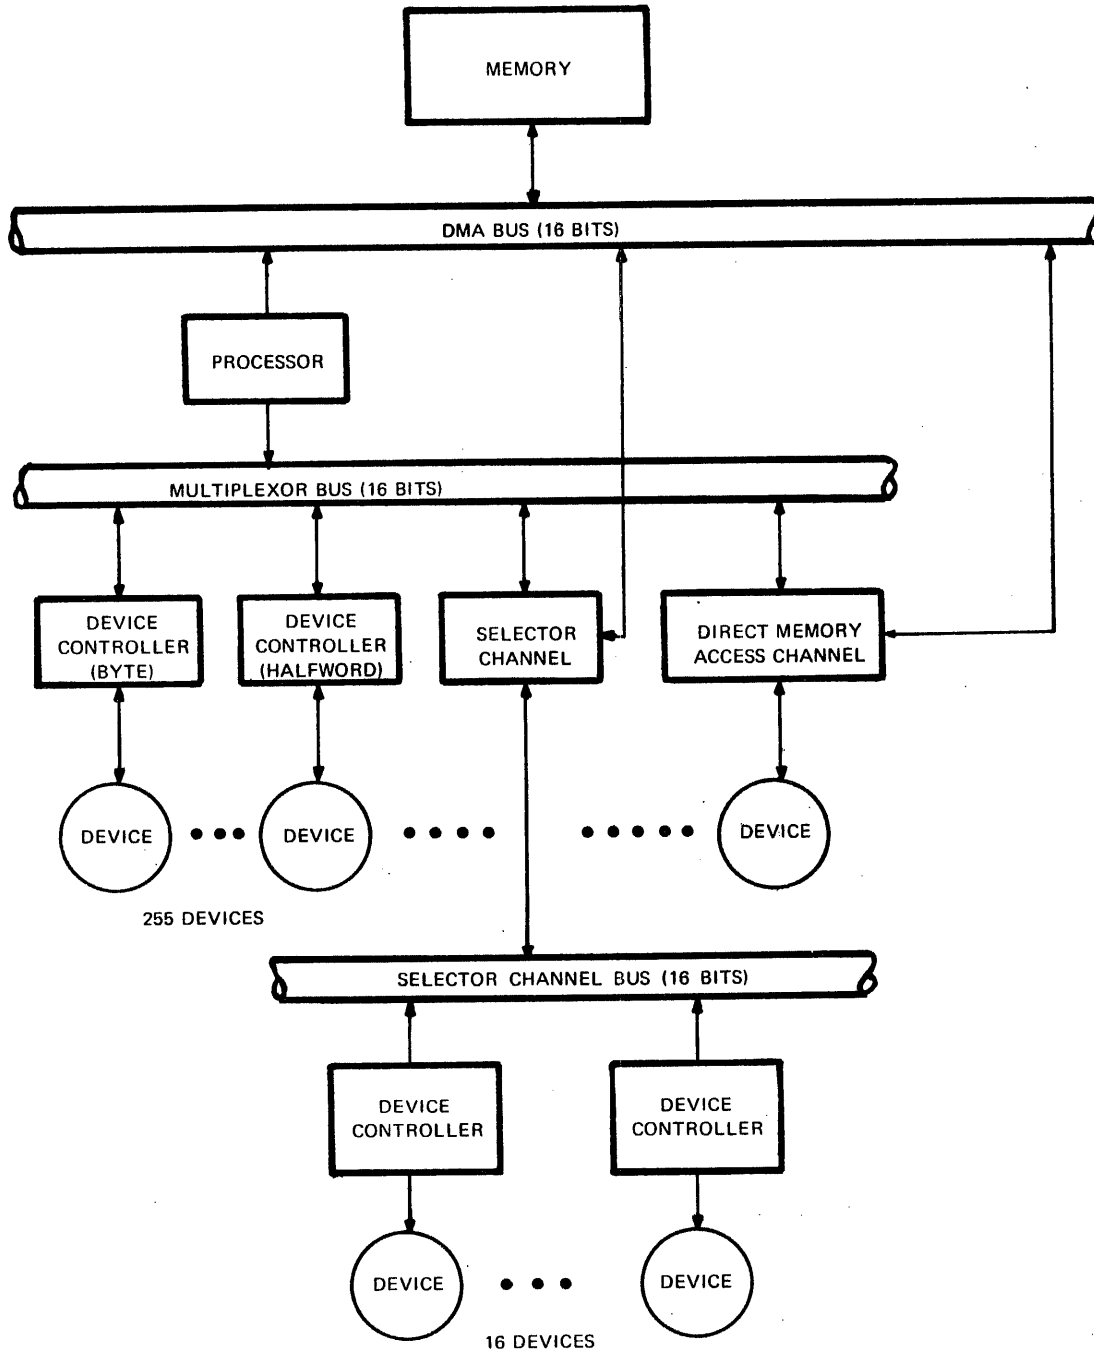 MEMORY
DMA BUS (16 BITS)
PROCESSOR
MULTIPLEXOR BUS (16 BITS)
DEVICE
CONTROLLER
(BYTE)
DEVICE
CONTROLLER
(HALFWORD)
SELECTOR
CHANNEL
DIRECT MEMORY
ACCESS CHANNEL
DEVICE
DEVICE
DEVICE
255 DEVICES
SELECTOR CHANNEL BUS (16 BITS)
DEVICE
CONTROLLER
DEVICE
CONTROLLER
DEVICE
DEVICE
16 DEVICES